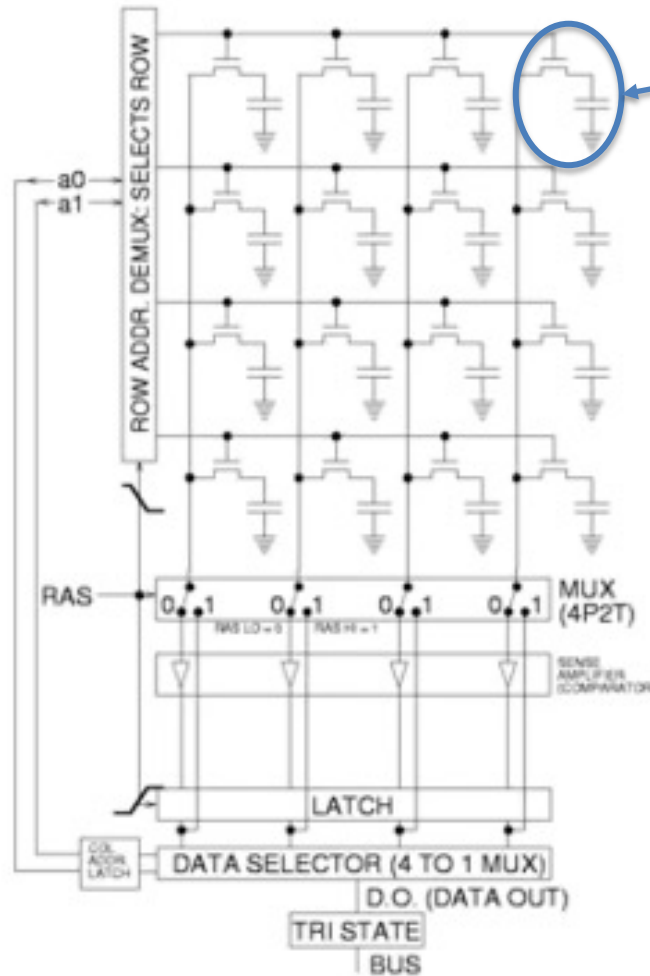 ROW ADDR. DEMUX: SELECTS ROW
a0
a1
RAS
0 1 0 1 0 1 0 1
MUX
(4P2T)
RAS LO = 0 RAS HI = 1
SENSE
AMPLIFIER
(COMPARATOR
LATCH
COL.
ADDR.
LATCH
DATA SELECTOR (4 TO 1 MUX)
D.O. (DATA OUT)
TRI STATE
BUS